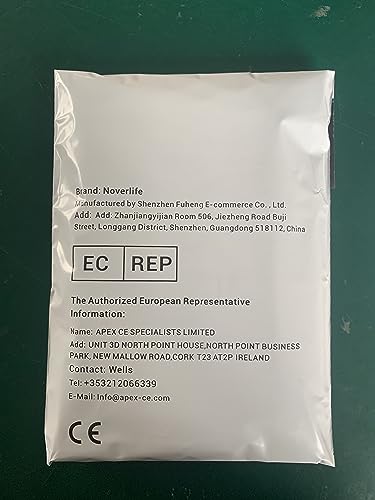 Brand: Noverlife
Manufactured by Shenzhen Fuheng E-commerce Co. , Ltd.
Add: Add: Zhanjiangyijian Room 506, Jiezheng Road Buji
Street, Longgang District, Shenzhen, Guangdong 518112, China
EC REP
The Authorized European Representative
Information:
Name: APEX CE SPECIALISTS LIMITED
Add: UNIT 3D NORTH POINT HOUSE,NORTH POINT BUSINESS
PARK, NEW MALLOW ROAD,CORK T23 AT2P IRELAND
Contact: Wells
Tel: +353212066339
E-Mail: Info@apex-ce.com
CE